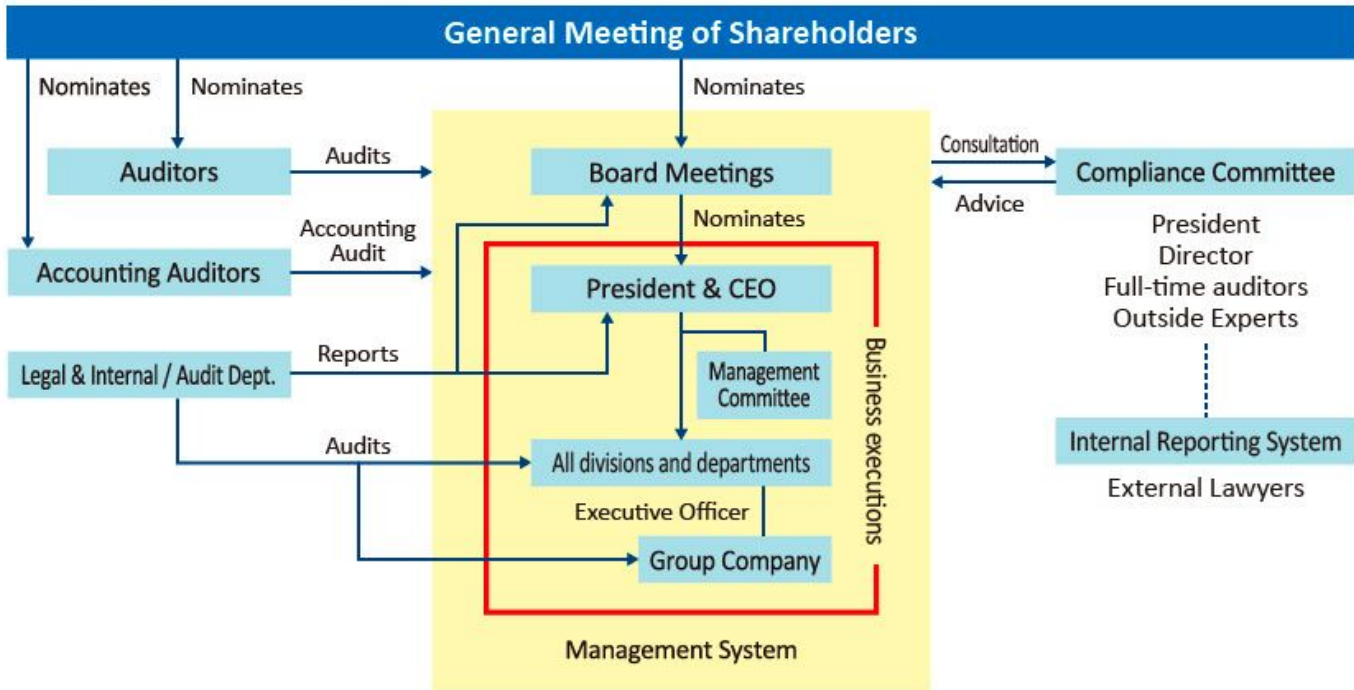 General Meeting of Shareholders
Nominates
Nominates
Nominates
Auditors
Audits
Board Meetings
Consultation
Advice
Compliance Committee
President
Director
Full-time auditors
Outside Experts
Nominates
Accounting Auditors
Accounting
Audit
President & CEO
Legal & Internal / Audit Dept.
Reports
Management
Committee
Business executions
Audits
All divisions and departments
Internal Reporting System
External Lawyers
Executive Officer
Group Company
Management System